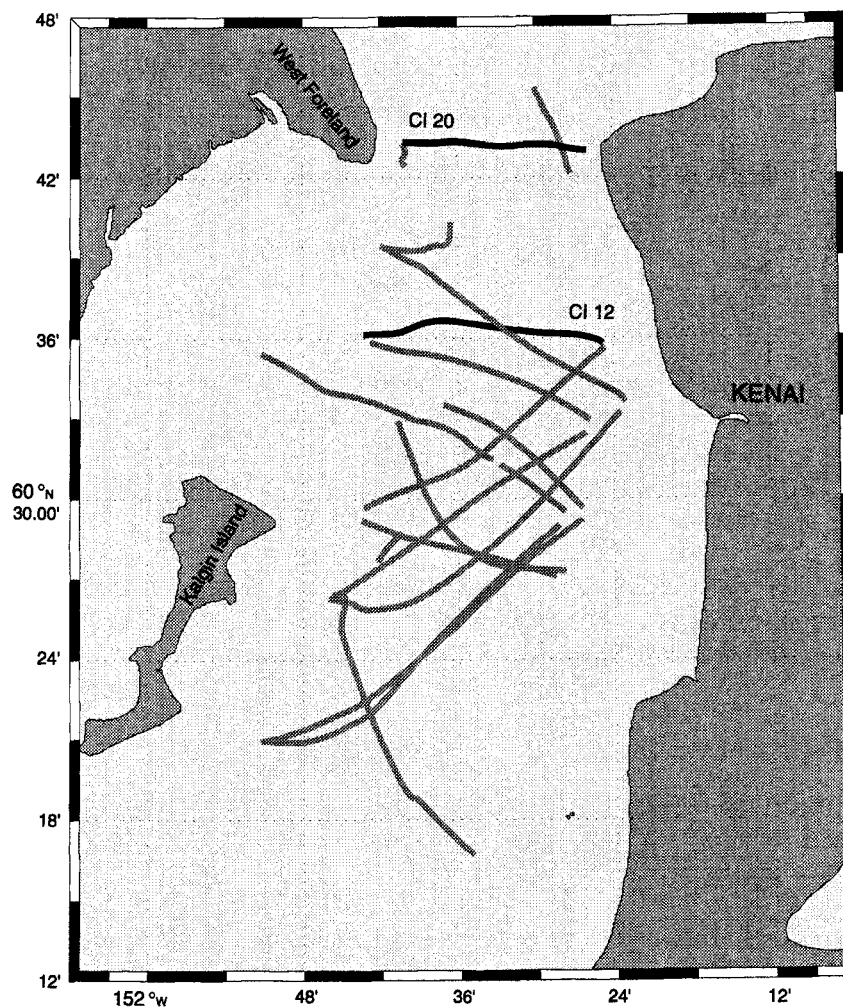 48'
West Foreland
CI 20
42'
CI 12
36'
KENAI
60 °N
30.00'
Kalgin Island
24'
18'
12'
152 °W
48'
36'
24'
12'